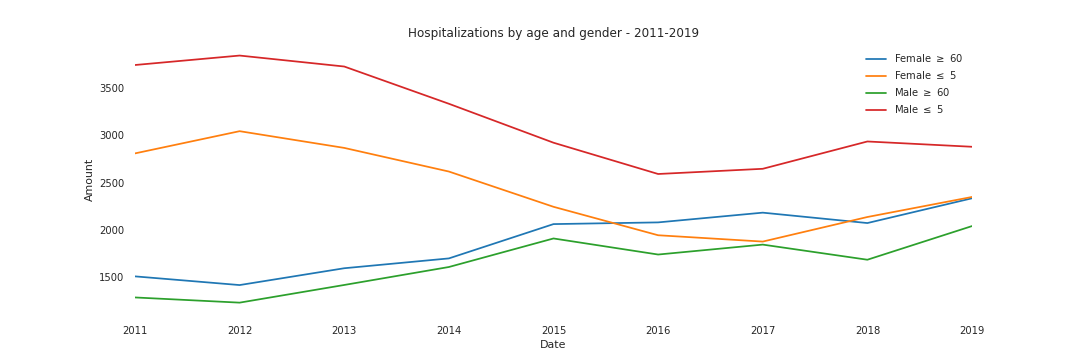 Hospitalizations by age and gender - 2011-2019
Female ≥ 60
Female ≤ 5
Male ≥ 60
Male ≤ 5
3500
3000
2500
2000
1500
Amount
2011 2012 2013 2014 2015 2016 2017 2018 2019
Date